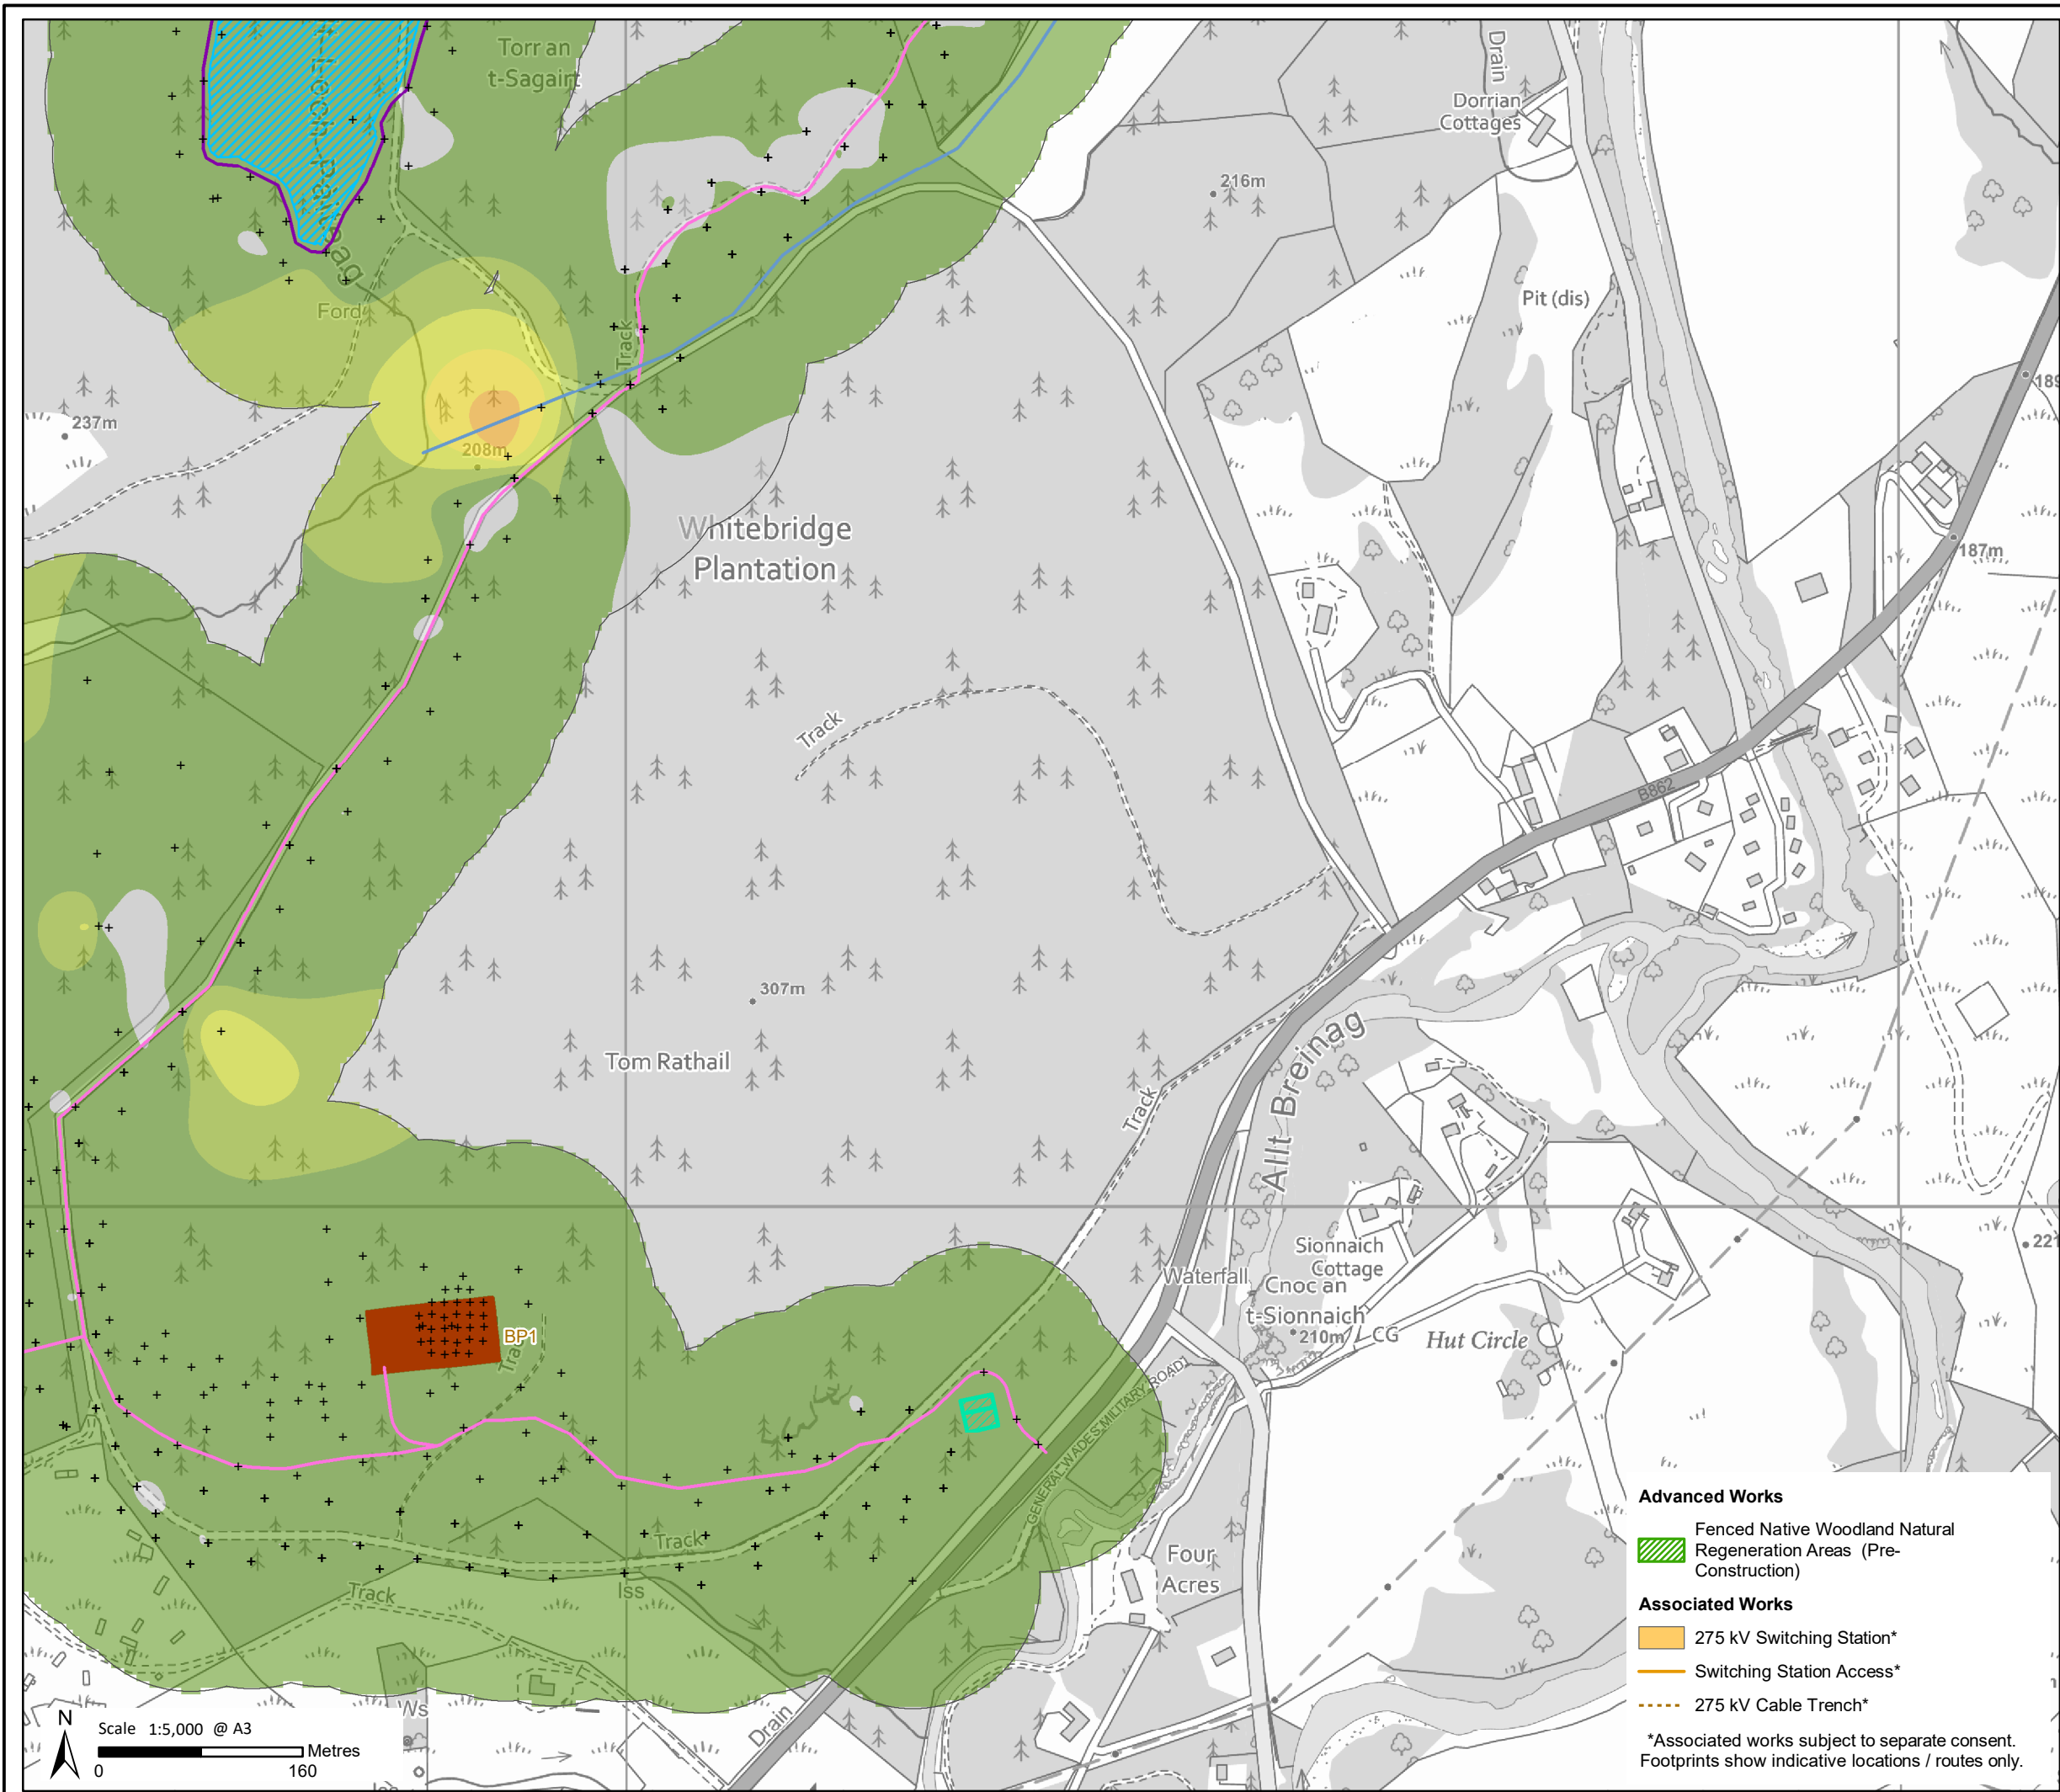 Torr an
t-Sagairt
Drain
Dorrian
Cottages
216m
Pit (dis)
Ford
Track
237m
208m
189
187m
Whitebridge
Plantation
Track
B862
307m
Tom Rathail
Allt Breinag
Track
Sionnaich
Cottage
Waterfall
Cnoc an
t-Sionnaich
210m
CG
Hut Circle
221
BP1
GENERAL WADES MILITARY ROAD
Track
Iss
Track
Four
Acres
Ws
Drain
N
Scale 1:5,000 @ A3
Metres
0 160
Advanced Works
Fenced Native Woodland Natural
Regeneration Areas (Pre-
Construction)
Associated Works
275 kV Switching Station*
Switching Station Access*
275 kV Cable Trench*
*Associated works subject to separate consent.
Footprints show indicative locations / routes only.